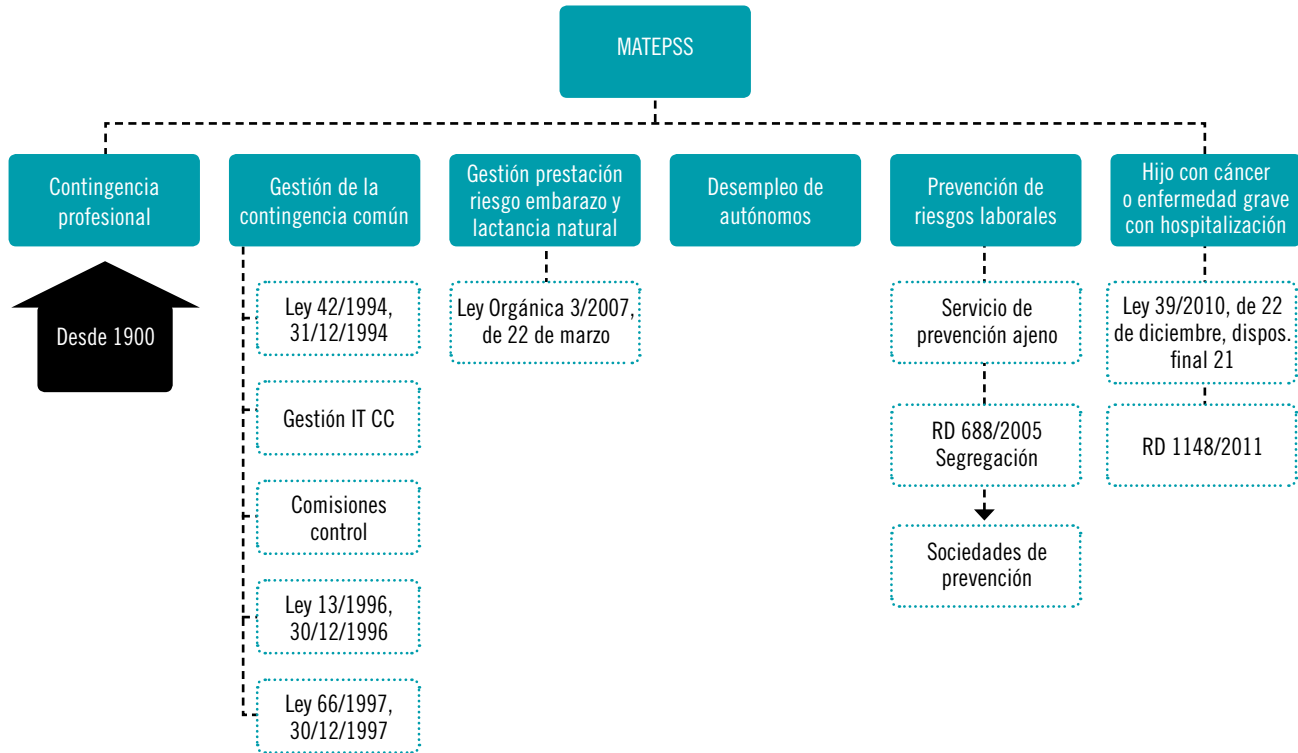 MATEPSS
Contingencia
profesional
Desde 1900
Gestión de la
contingencia común
Ley 42/1994,
31/12/1994
Gestión IT CC
Comisiones
control
Ley 13/1996,
30/12/1996
Ley 66/1997,
30/12/1997
Gestión prestación
riesgo embarazo y
lactancia natural
Ley Orgánica 3/2007,
de 22 de marzo
Desempleo de
autónomos
Prevención de
riesgos laborales
Servicio de
prevención ajeno
RD 688/2005
Segregación
Sociedades de
prevención
Hijo con cáncer
o enfermedad grave
con hospitalización
Ley 39/2010, de 22
de diciembre, dispos.
final 21
RD 1148/2011